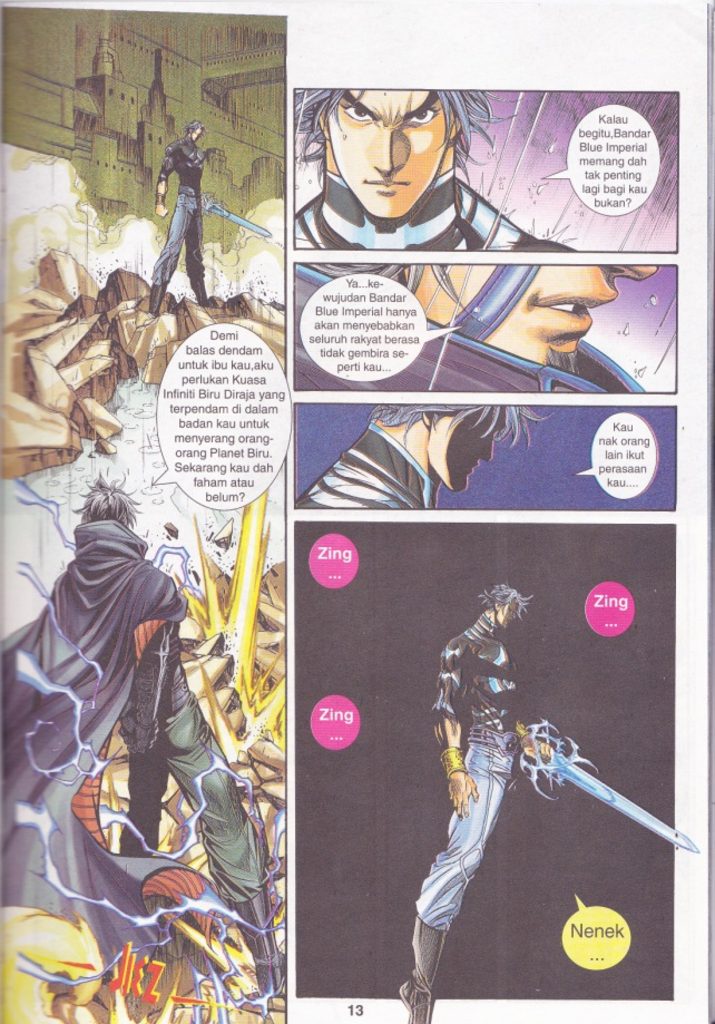 Demi
balas dendam
untuk ibu kau,aku
perlukan Kuasa
Infiniti Biru Diraja yang
terpendam di dalam
badan kau untuk
menyerang orang-
orang Planet Biru.
Sekarang kau dah
faham atau
belum?
JIEZ
Kalau
begitu,Bandar
Blue Imperial
memang dah
tak penting
lagi bagi kau
bukan?
Ya...ke-
wujudan Bandar
Blue Imperial hanya
akan menyebabkan
seluruh rakyat berasa
tidak gembira se-
perti kau...
Kau
nak orang
lain ikut
perasaan
kau....
Zing
...
Zing
...
Zing
...
Nenek
...
13